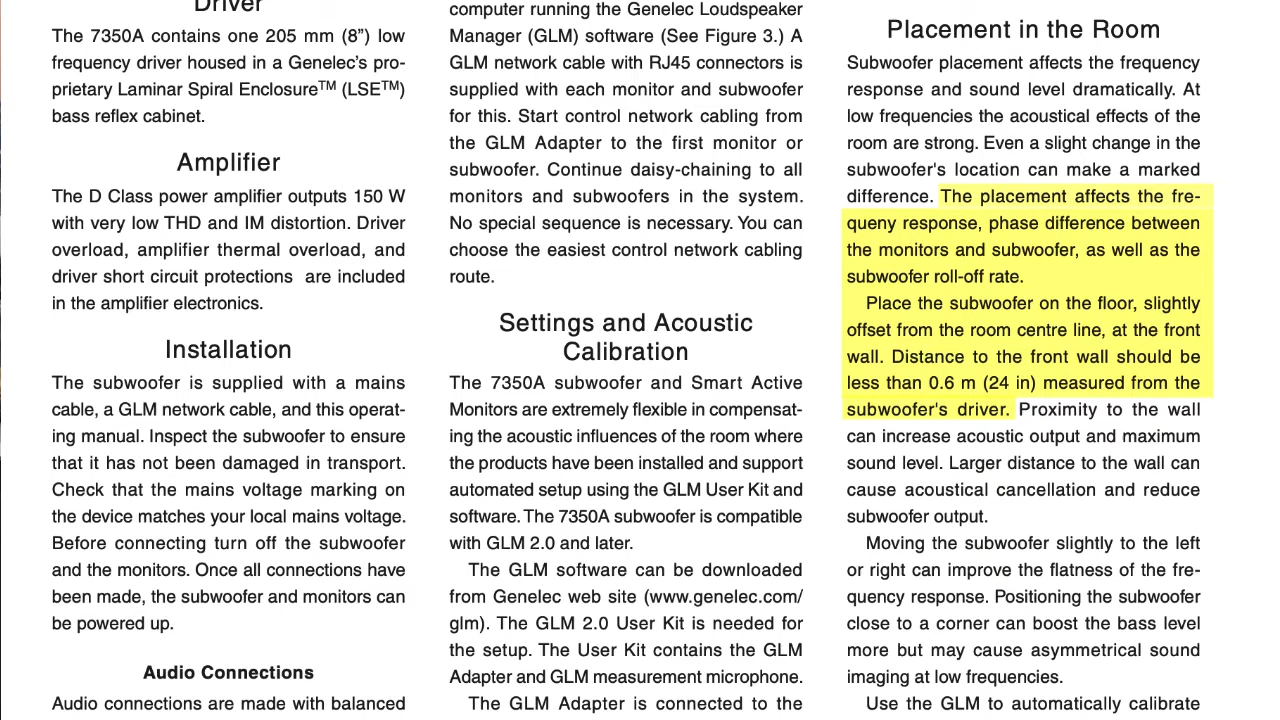 Driver
The 7350A contains one 205 mm (8”) low
frequency driver housed in a Genelec’s pro-
prietary Laminar Spiral Enclosure™ (LSE™)
bass reflex cabinet.
Amplifier
The D Class power amplifier outputs 150 W
with very low THD and IM distortion. Driver
overload, amplifier thermal overload, and
driver short circuit protections are included
in the amplifier electronics.
Installation
The subwoofer is supplied with a mains
cable, a GLM network cable, and this operat-
ing manual. Inspect the subwoofer to ensure
that it has not been damaged in transport.
Check that the mains voltage marking on
the device matches your local mains voltage.
Before connecting turn off the subwoofer
and the monitors. Once all connections have
been made, the subwoofer and monitors can
be powered up.
Audio Connections
Audio connections are made with balanced
computer running the Genelec Loudspeaker
Manager (GLM) software (See Figure 3.) A
GLM network cable with RJ45 connectors is
supplied with each monitor and subwoofer
for this. Start control network cabling from
the GLM Adapter to the first monitor or
subwoofer. Continue daisy-chaining to all
monitors and subwoofers in the system.
No special sequence is necessary. You can
choose the easiest control network cabling
route.
Settings and Acoustic
Calibration
The 7350A subwoofer and Smart Active
Monitors are extremely flexible in compensat-
ing the acoustic influences of the room where
the products have been installed and support
automated setup using the GLM User Kit and
software. The 7350A subwoofer is compatible
with GLM 2.0 and later.
The GLM software can be downloaded
from Genelec web site (www.genelec.com/
glm). The GLM 2.0 User Kit is needed for
the setup. The User Kit contains the GLM
Adapter and GLM measurement microphone.
The GLM Adapter is connected to the
Placement in the Room
Subwoofer placement affects the frequency
response and sound level dramatically. At
low frequencies the acoustical effects of the
room are strong. Even a slight change in the
subwoofer's location can make a marked
difference. The placement affects the fre-
queny response, phase difference between
the monitors and subwoofer, as well as the
subwoofer roll-off rate.
Place the subwoofer on the floor, slightly
offset from the room centre line, at the front
wall. Distance to the front wall should be
less than 0.6 m (24 in) measured from the
subwoofer's driver. Proximity to the wall
can increase acoustic output and maximum
sound level. Larger distance to the wall can
cause acoustical cancellation and reduce
subwoofer output.
Moving the subwoofer slightly to the left
or right can improve the flatness of the fre-
quency response. Positioning the subwoofer
close to a corner can boost the bass level
more but may cause asymmetrical sound
imaging at low frequencies.
Use the GLM to automatically calibrate